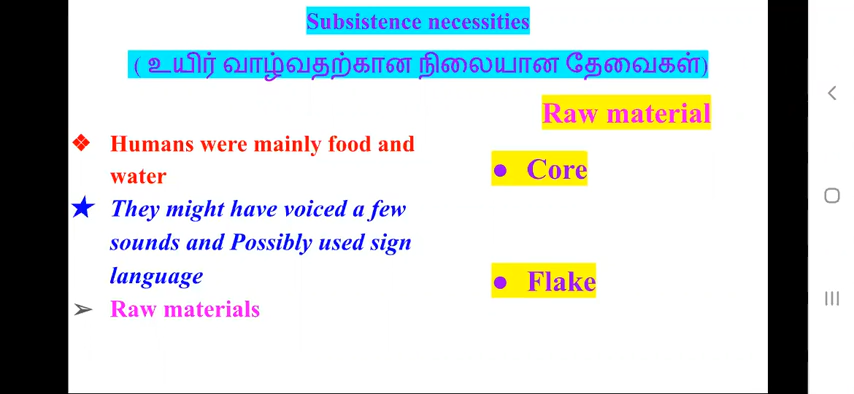 Subsistence necessities
( உயிர் வாழ்வதற்கான நிலையான தேவைகள்)
❖ Humans were mainly food and
water
★ They might have voiced a few
sounds and Possibly used sign
language
➢ Raw materials
Raw material
● Core
● Flake